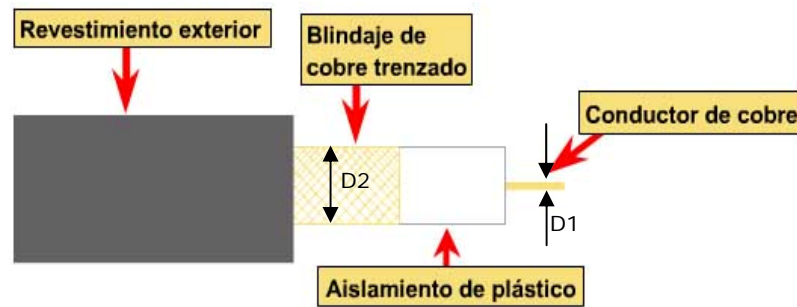 Revestimiento exterior
Blindaje de
cobre trenzado
Conductor de cobre
D2
D1
Aislamiento de plástico